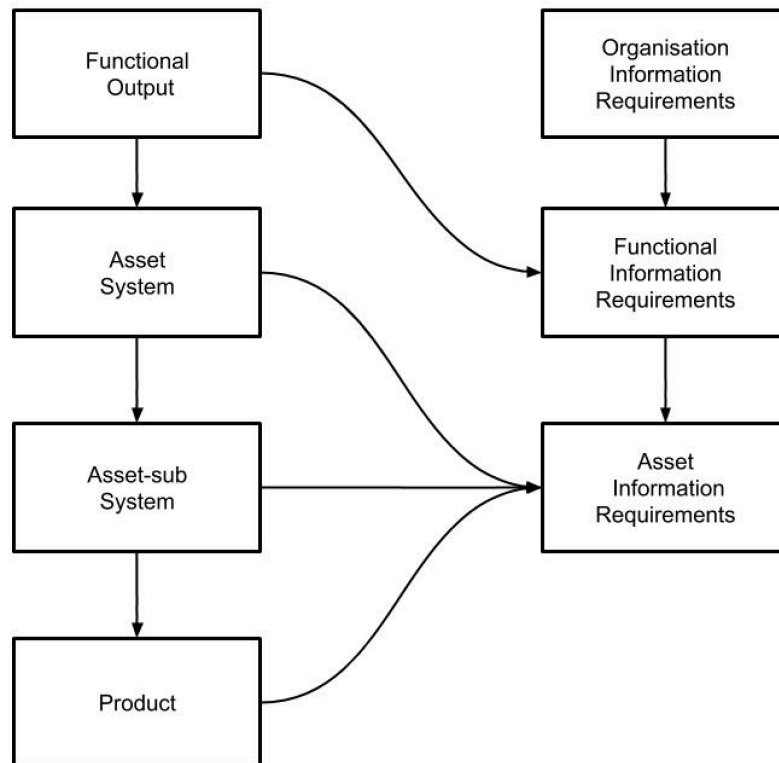 Functional
Output
Organisation
Information
Requirements
Asset
System
Functional
Information
Requirements
Asset-sub
System
Asset
Information
Requirements
Product